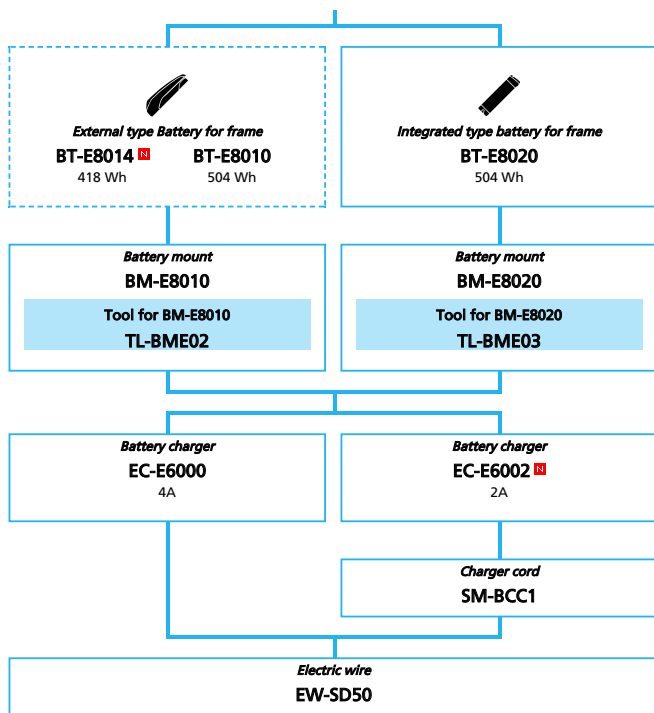 External type Battery for frame
BT-E8014 N BT-E8010
418 Wh 504 Wh
Integrated type battery for frame
BT-E8020
504 Wh
Battery mount
BM-E8010
Tool for BM-E8010
TL-BME02
Battery mount
BM-E8020
Tool for BM-E8020
TL-BME03
Battery charger
EC-E6000
4A
Battery charger
EC-E6002 N
2A
Charger cord
SM-BCC1
Electric wire
EW-SD50